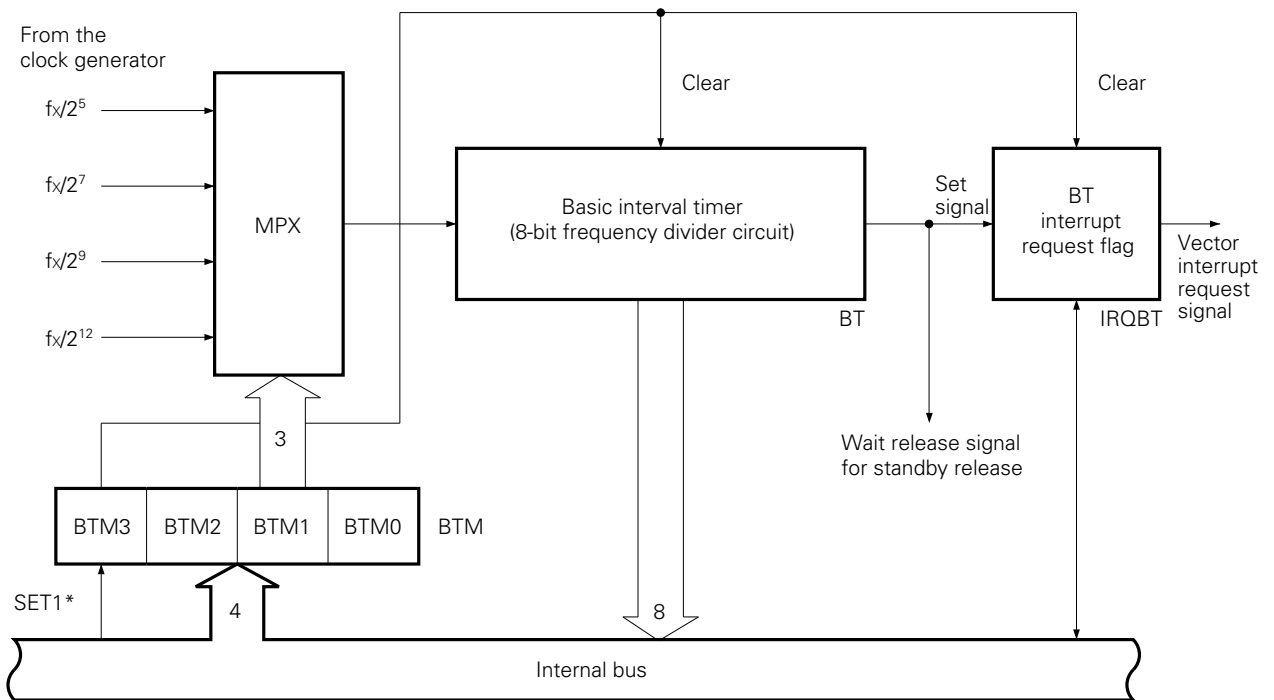 From the
clock generator
fx/2⁵
fx/2⁷
fx/2⁹
fx/2¹²
MPX
Clear
Clear
Basic interval timer
(8-bit frequency divider circuit)
BT
Set
signal
BT
interrupt
request flag
IRQBT
Vector
interrupt
request
signal
Wait release signal
for standby release
3
BTM3 BTM2 BTM1 BTM0 BTM
SET1*
4
8
Internal bus